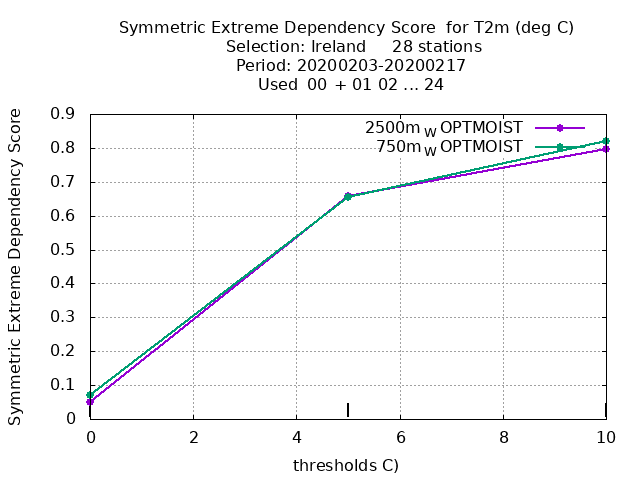 Symmetric Extreme Dependency Score  for T2m (deg C)
Selection: Ireland     28 stations
Period: 20200203-20200217
Used  00 + 01 02 ... 24
Symmetric Extreme Dependency Score
0.9
0.8
0.7
0.6
0.5
0.4
0.3
0.2
0.1
0
2500m W OPTMOIST
750m W OPTMOIST
0 2 4 6 8 10
thresholds C)